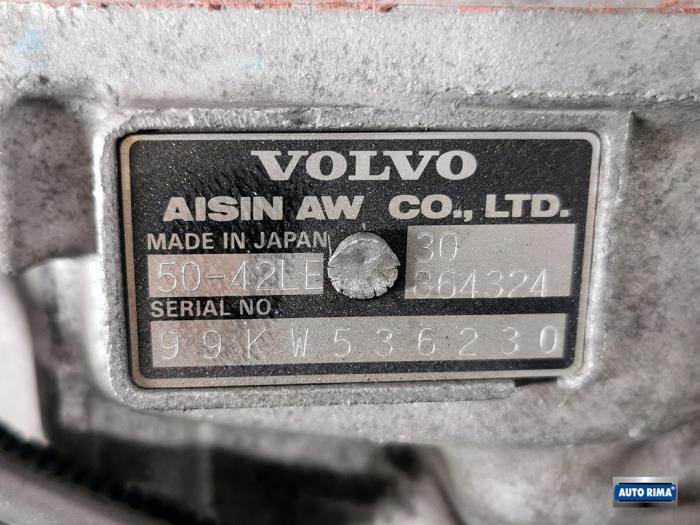 VOLVO
AISIN AW CO., LTD.
MADE IN JAPAN 30
50-42LE 864324
SERIAL NO.
99KW536230
AUTO RIMA